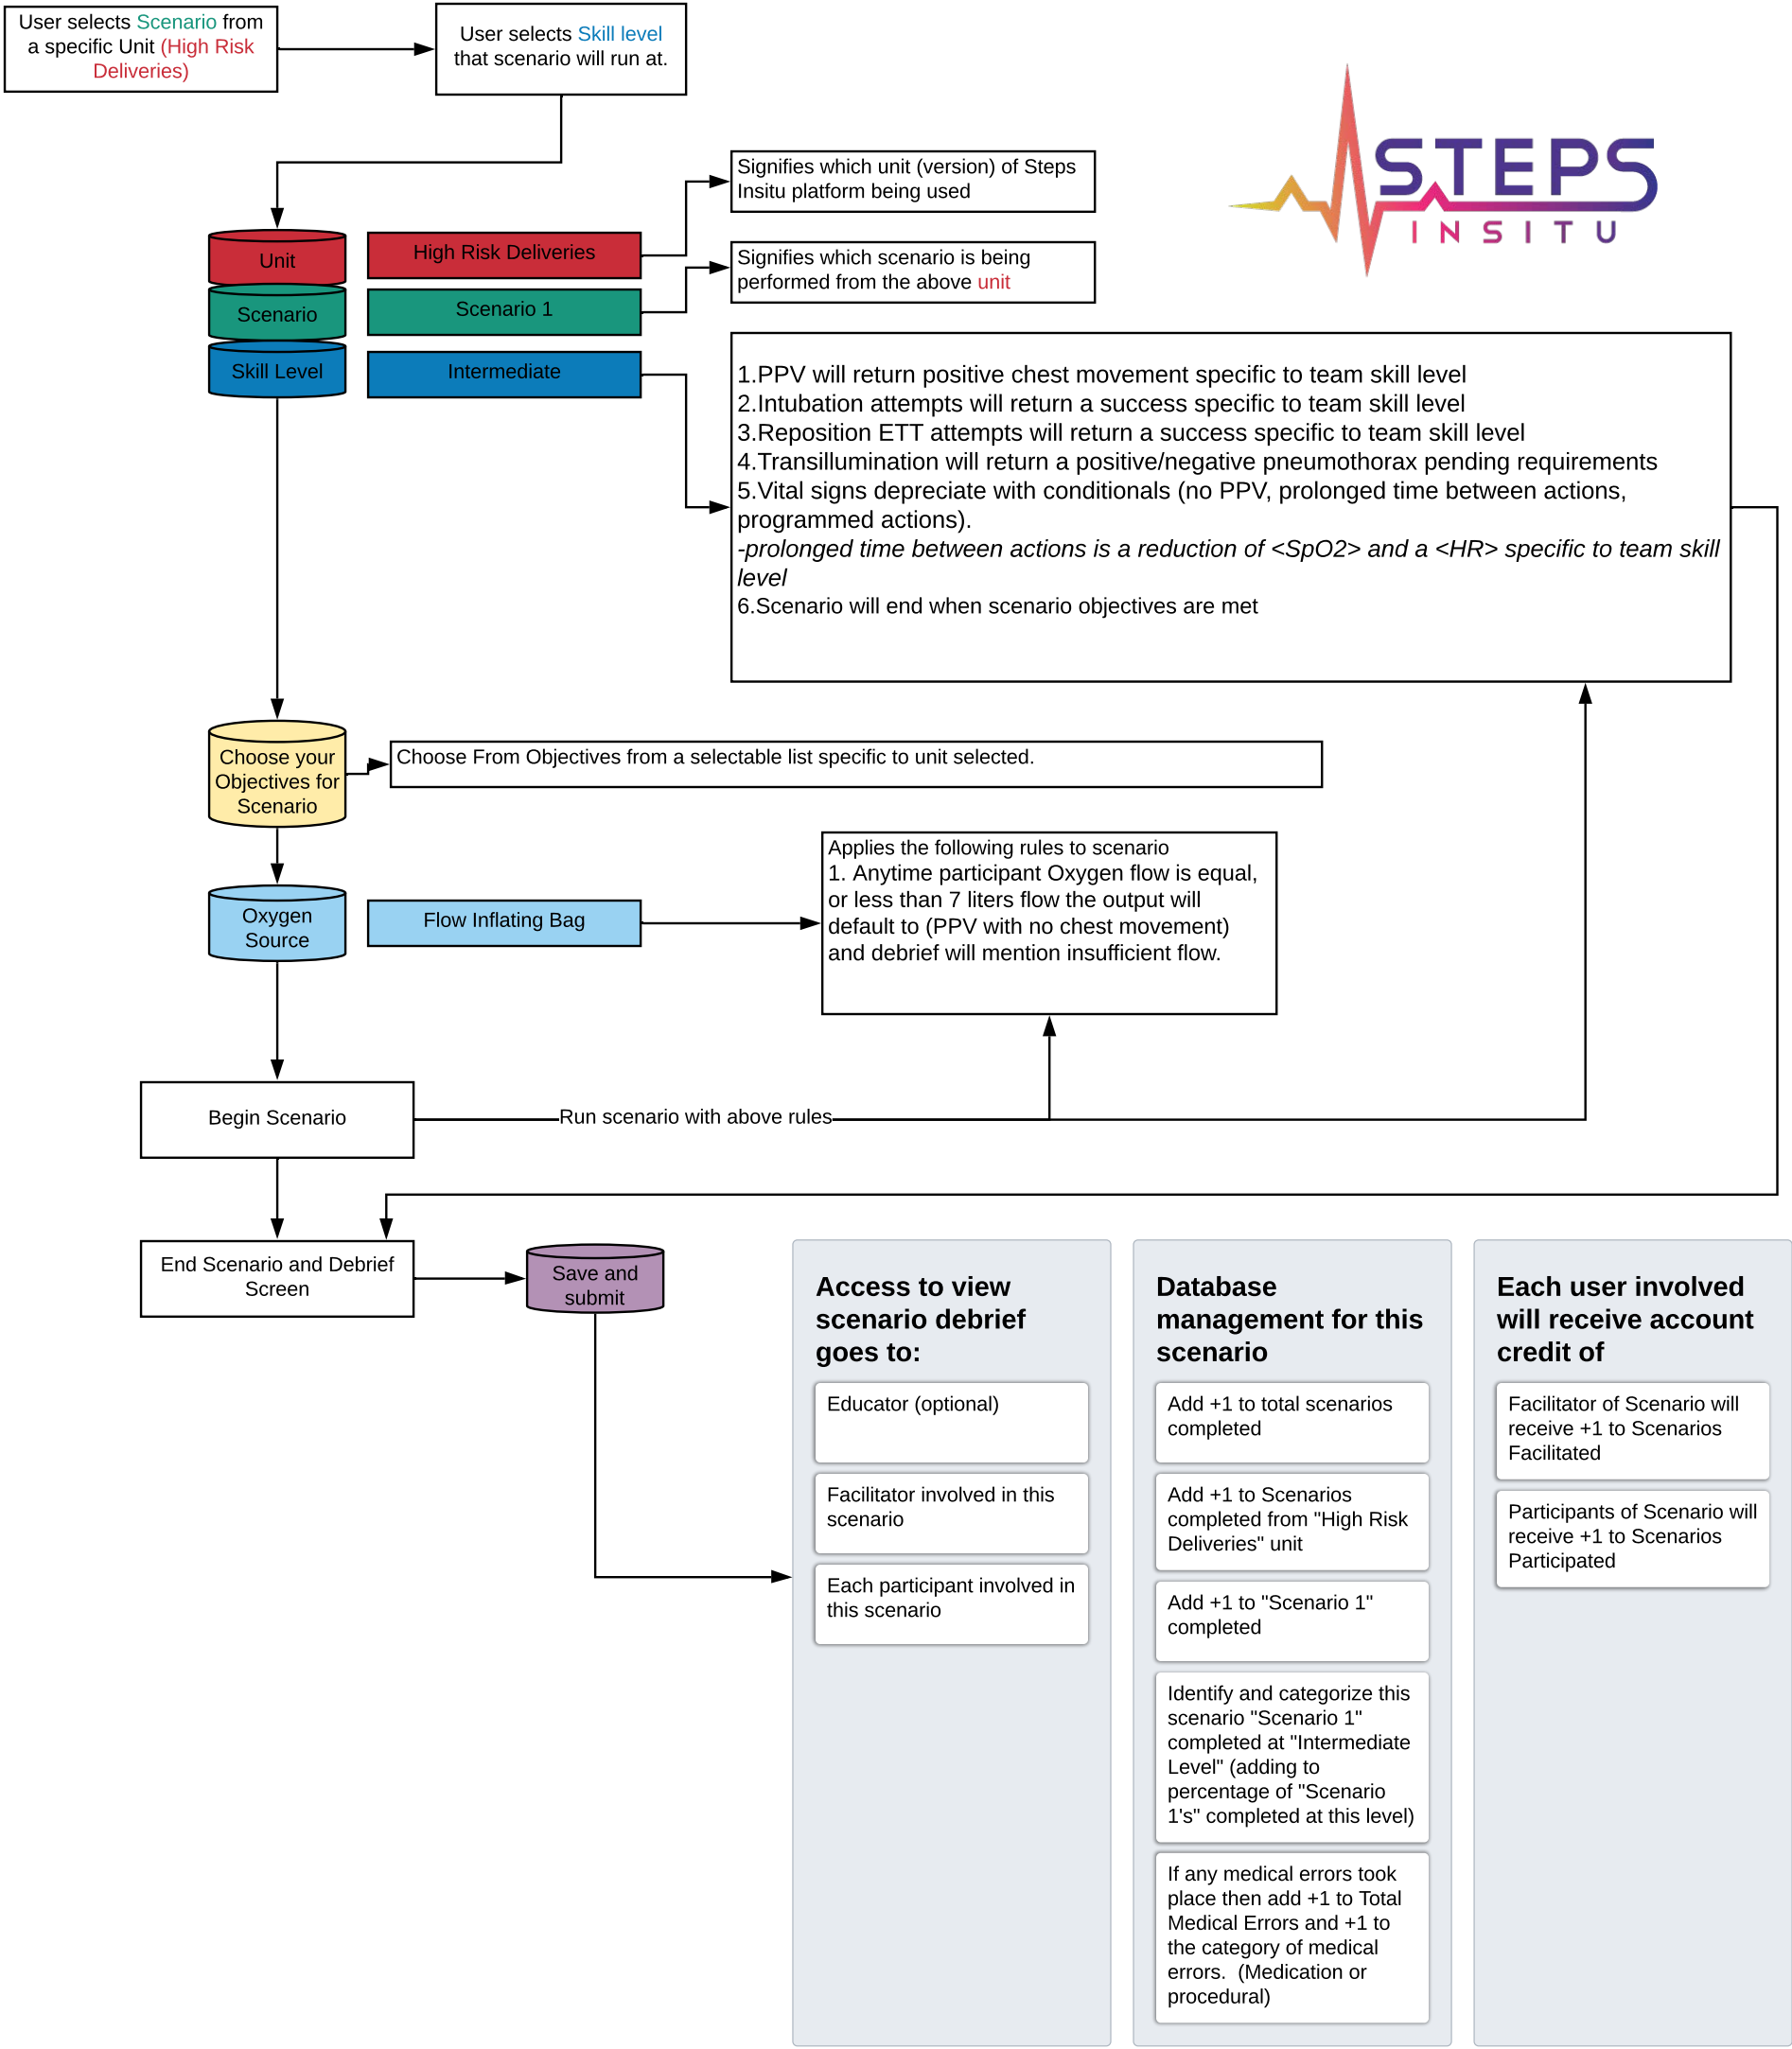 User selects Scenario from
a specific Unit (High Risk
Deliveries)
User selects Skill level
that scenario will run at.
STEPS
INSITU
Signifies which unit (version) of Steps
Insitu platform being used
Unit
High Risk Deliveries
Signifies which scenario is being
performed from the above unit
Scenario
Scenario 1
Skill Level
Intermediate
1.PPV will return positive chest movement specific to team skill level
2.Intubation attempts will return a success specific to team skill level
3.Reposition ETT attempts will return a success specific to team skill level
4.Transillumination will return a positive/negative pneumothorax pending requirements
5.Vital signs depreciate with conditionals (no PPV, prolonged time between actions,
programmed actions).
-prolonged time between actions is a reduction of <SpO2> and a <HR> specific to team skill
level
6.Scenario will end when scenario objectives are met
Choose your
Objectives for
Scenario
Choose From Objectives from a selectable list specific to unit selected.
Oxygen
Source
Flow Inflating Bag
Applies the following rules to scenario
1. Anytime participant Oxygen flow is equal,
or less than 7 liters flow the output will
default to (PPV with no chest movement)
and debrief will mention insufficient flow.
Begin Scenario
Run scenario with above rules
End Scenario and Debrief
Screen
Save and
submit
Access to view
scenario debrief
goes to:
Educator (optional)
Facilitator involved in this
scenario
Each participant involved in
this scenario
Database
management for this
scenario
Add +1 to total scenarios
completed
Add +1 to Scenarios
completed from "High Risk
Deliveries" unit
Add +1 to "Scenario 1"
completed
Identify and categorize this
scenario "Scenario 1"
completed at "Intermediate
Level" (adding to
percentage of "Scenario
1's" completed at this level)
If any medical errors took
place then add +1 to Total
Medical Errors and +1 to
the category of medical
errors.  (Medication or
procedural)
Each user involved
will receive account
credit of
Facilitator of Scenario will
receive +1 to Scenarios
Facilitated
Participants of Scenario will
receive +1 to Scenarios
Participated